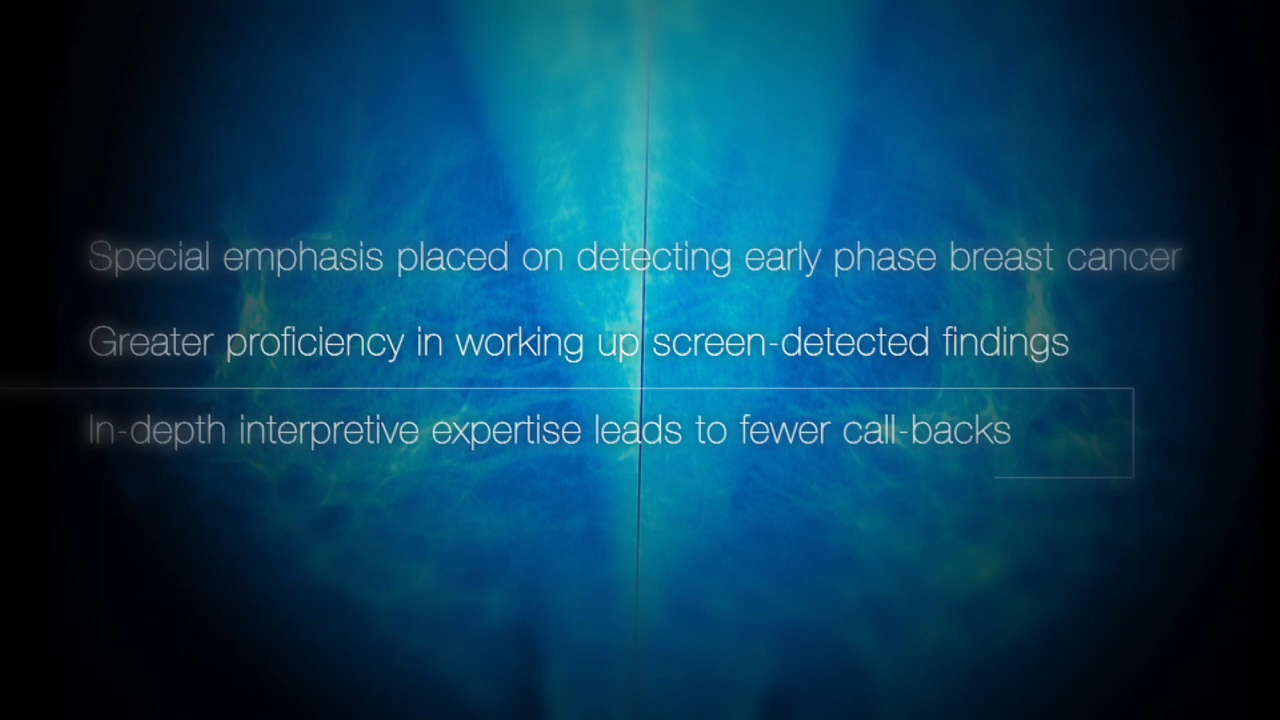 Special emphasis placed on detecting early phase breast cancer
Greater proficiency in working up screen-detected findings
In-depth interpretive expertise leads to fewer call-backs